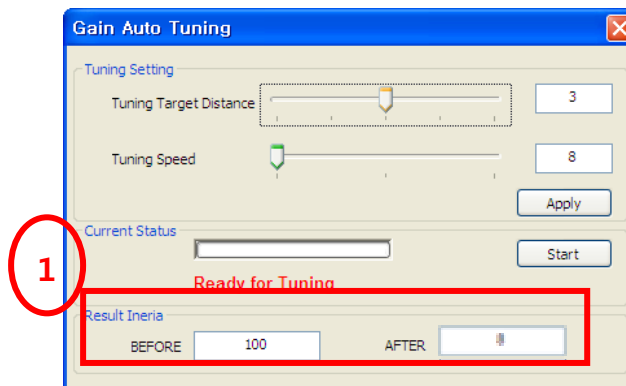 Gain Auto Tuning
Tuning Setting
Tuning Target Distance 3
Tuning Speed 8
Apply
Current Status
Start
1
Ready for Tuning
Result Ineria
BEFORE 100 AFTER